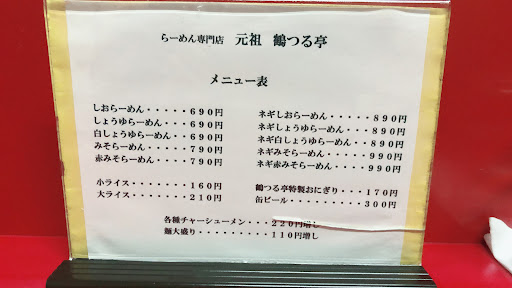 らーめん専門店 元祖 鶴つる亭
メニュー表
しおらーめん・・・・・690円
しょうゆらーめん・・・690円
白しょうゆらーめん・・690円
みそらーめん・・・・・790円
赤みそらーめん・・・・790円
ネギしおらーめん・・・・・890円
ネギしょうゆらーめん・・・890円
ネギ白しょうゆらーめん・・890円
ネギみそらーめん・・・・・990円
ネギ赤みそらーめん・・・・990円
小ライス・・・・・・・160円
大ライス・・・・・・・210円
鶴つる亭特製おにぎり・・・170円
缶ビール・・・・・・・・・300円
各種チャーシューメン・・・220円増し
麺大盛り・・・・・・・・・110円増し